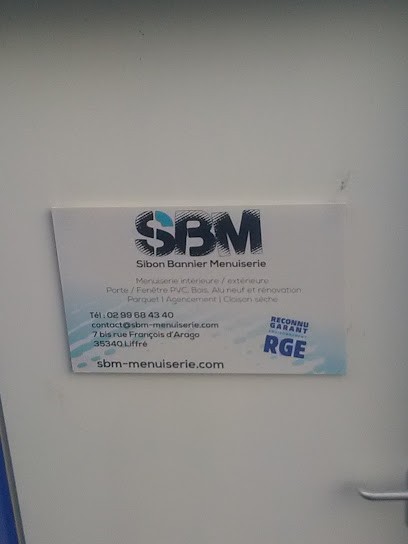 SBM
Sibon Bannier Menuiserie
Menuiserie intérieure / extérieure
Porte / Fenêtre PVC, Bois, Alu neuf et rénovation
Parquet | Agencement | Cloison sèche
Tél : 02 99 68 43 40
contact@sbm-menuiserie.com
7 bis rue François d'Arago
35340 Liffré
sbm-menuiserie.com
RECONNU
GARANT
ENVIRONNEMENT
RGE